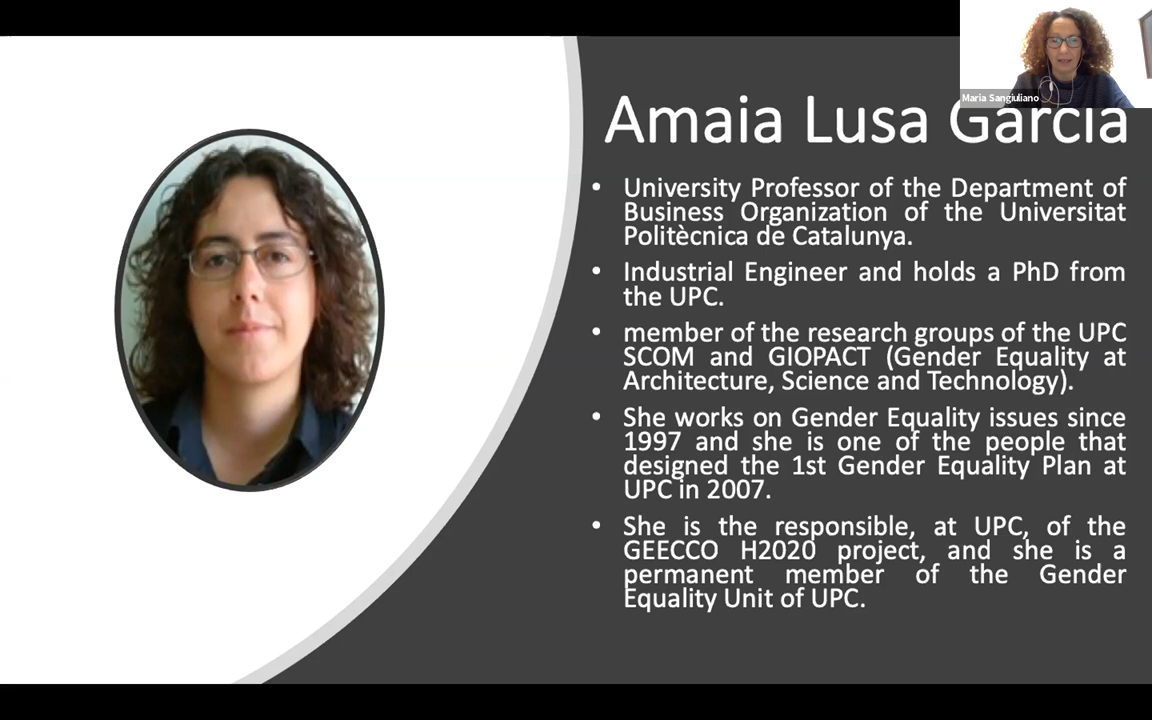 Maria Sangiuliano
Amaia Lusa García
• University Professor of the Department of
Business Organization of the Universitat
Politècnica de Catalunya.
• Industrial Engineer and holds a PhD from
the UPC.
• member of the research groups of the UPC
SCOM and GIOPACT (Gender Equality at
Architecture, Science and Technology).
• She works on Gender Equality issues since
1997 and she is one of the people that
designed the 1st Gender Equality Plan at
UPC in 2007.
• She is the responsible, at UPC, of the
GEECCO H2020 project, and she is a
permanent member of the Gender
Equality Unit of UPC.